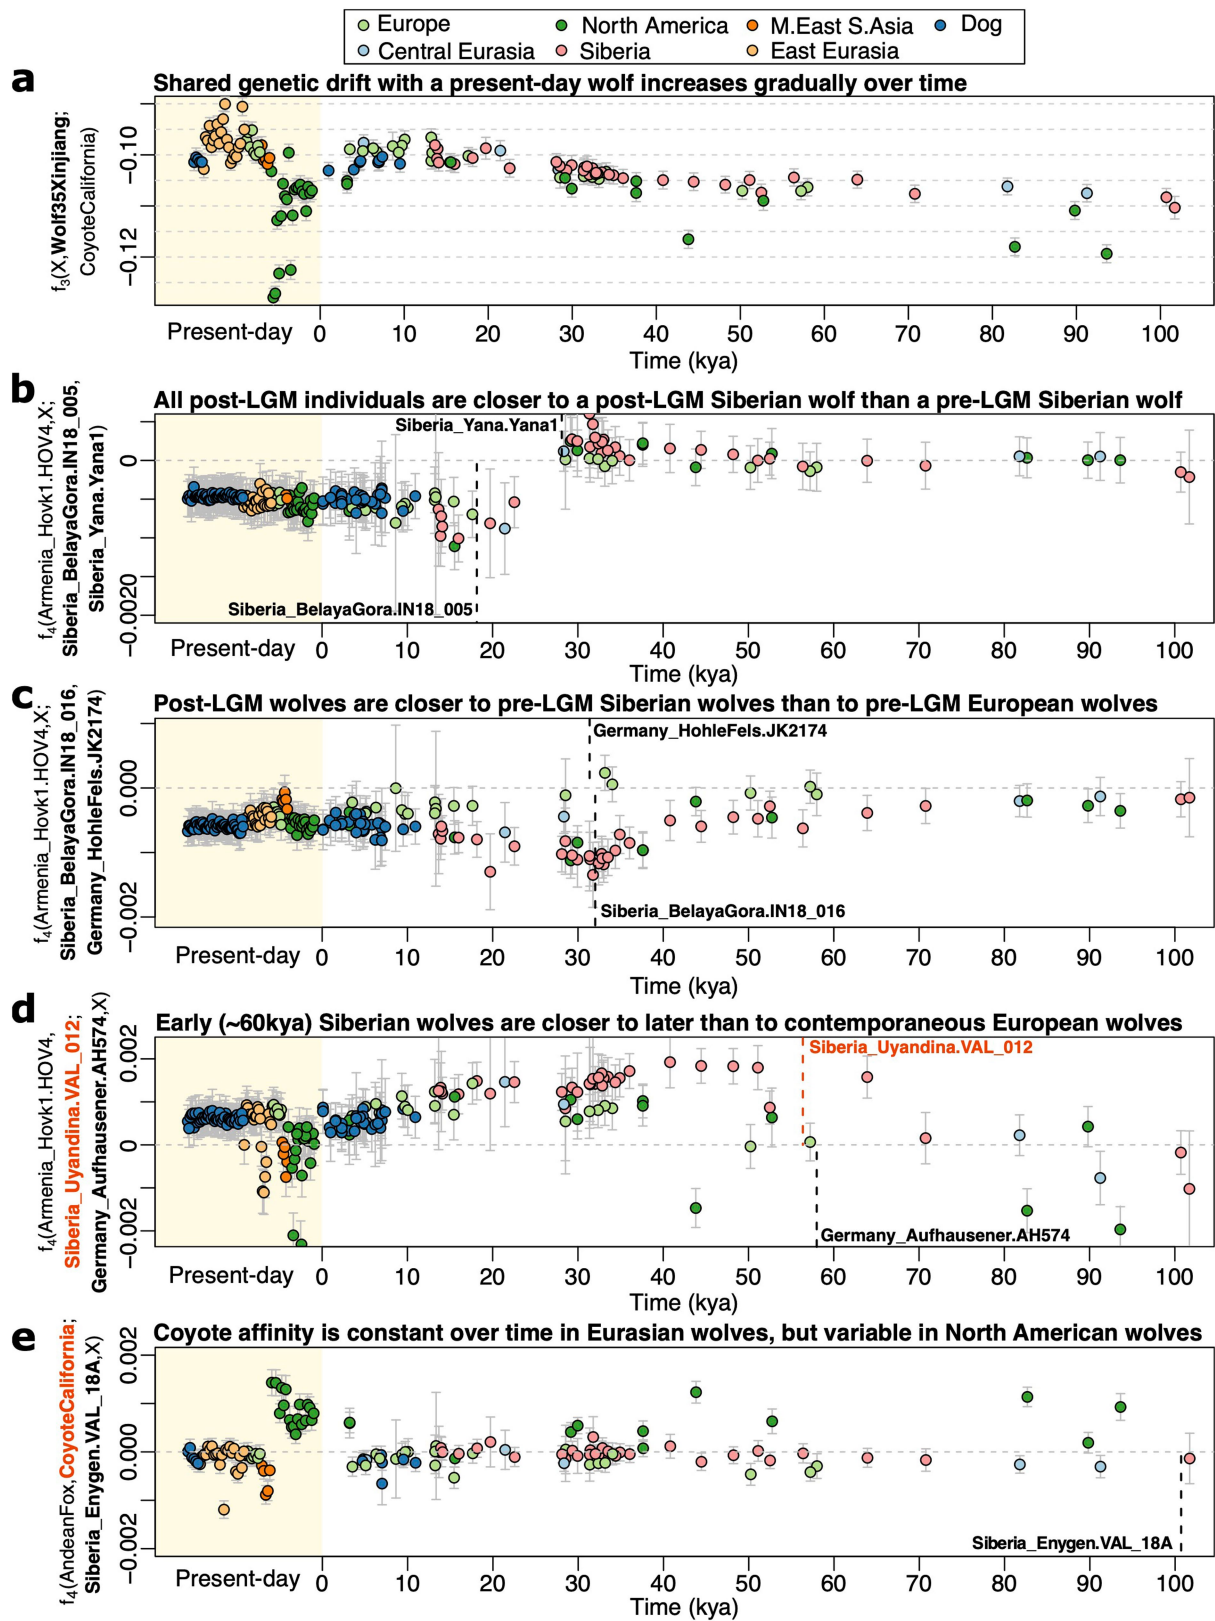 Europe North America M.East S.Asia Dog
Central Eurasia Siberia East Eurasia
a
Shared genetic drift with a present-day wolf increases gradually over time
f3(X,Wolf35Xinjiang;
CoyoteCalifornia)
−0.10
−0.12
Present-day 0 10 20 30 40 50 60 70 80 90 100
Time (kya)
b
All post-LGM individuals are closer to a post-LGM Siberian wolf than a pre-LGM Siberian wolf
f4(Armenia_Hovk1.HOV4,X;
Siberia_BelayaGora.IN18_005,
Siberia_Yana.Yana1)
0
−0.0020
Siberia_Yana.Yana1
Siberia_BelayaGora.IN18_005
Present-day 0 10 20 30 40 50 60 70 80 90 100
Time (kya)
c
Post-LGM wolves are closer to pre-LGM Siberian wolves than to pre-LGM European wolves
f4(Armenia_Hovk1.HOV4,X;
Siberia_BelayaGora.IN18_016,
Germany_HohleFels.JK2174)
0.000
−0.002
Germany_HohleFels.JK2174
Siberia_BelayaGora.IN18_016
Present-day 0 10 20 30 40 50 60 70 80 90 100
Time (kya)
d
Early (~60kya) Siberian wolves are closer to later than to contemporaneous European wolves
f4(Armenia_Hovk1.HOV4,
Siberia_Uyandina.VAL_012;
Germany_Aufhausener.AH574,X)
0.002
0
−0.002
Siberia_Uyandina.VAL_012
Germany_Aufhausener.AH574
Present-day 0 10 20 30 40 50 60 70 80 90 100
Time (kya)
e
Coyote affinity is constant over time in Eurasian wolves, but variable in North American wolves
f4(AndeanFox,CoyoteCalifornia;
Siberia_Enygen.VAL_18A,X)
0.002
0.000
−0.002
Siberia_Enygen.VAL_18A
Present-day 0 10 20 30 40 50 60 70 80 90 100
Time (kya)